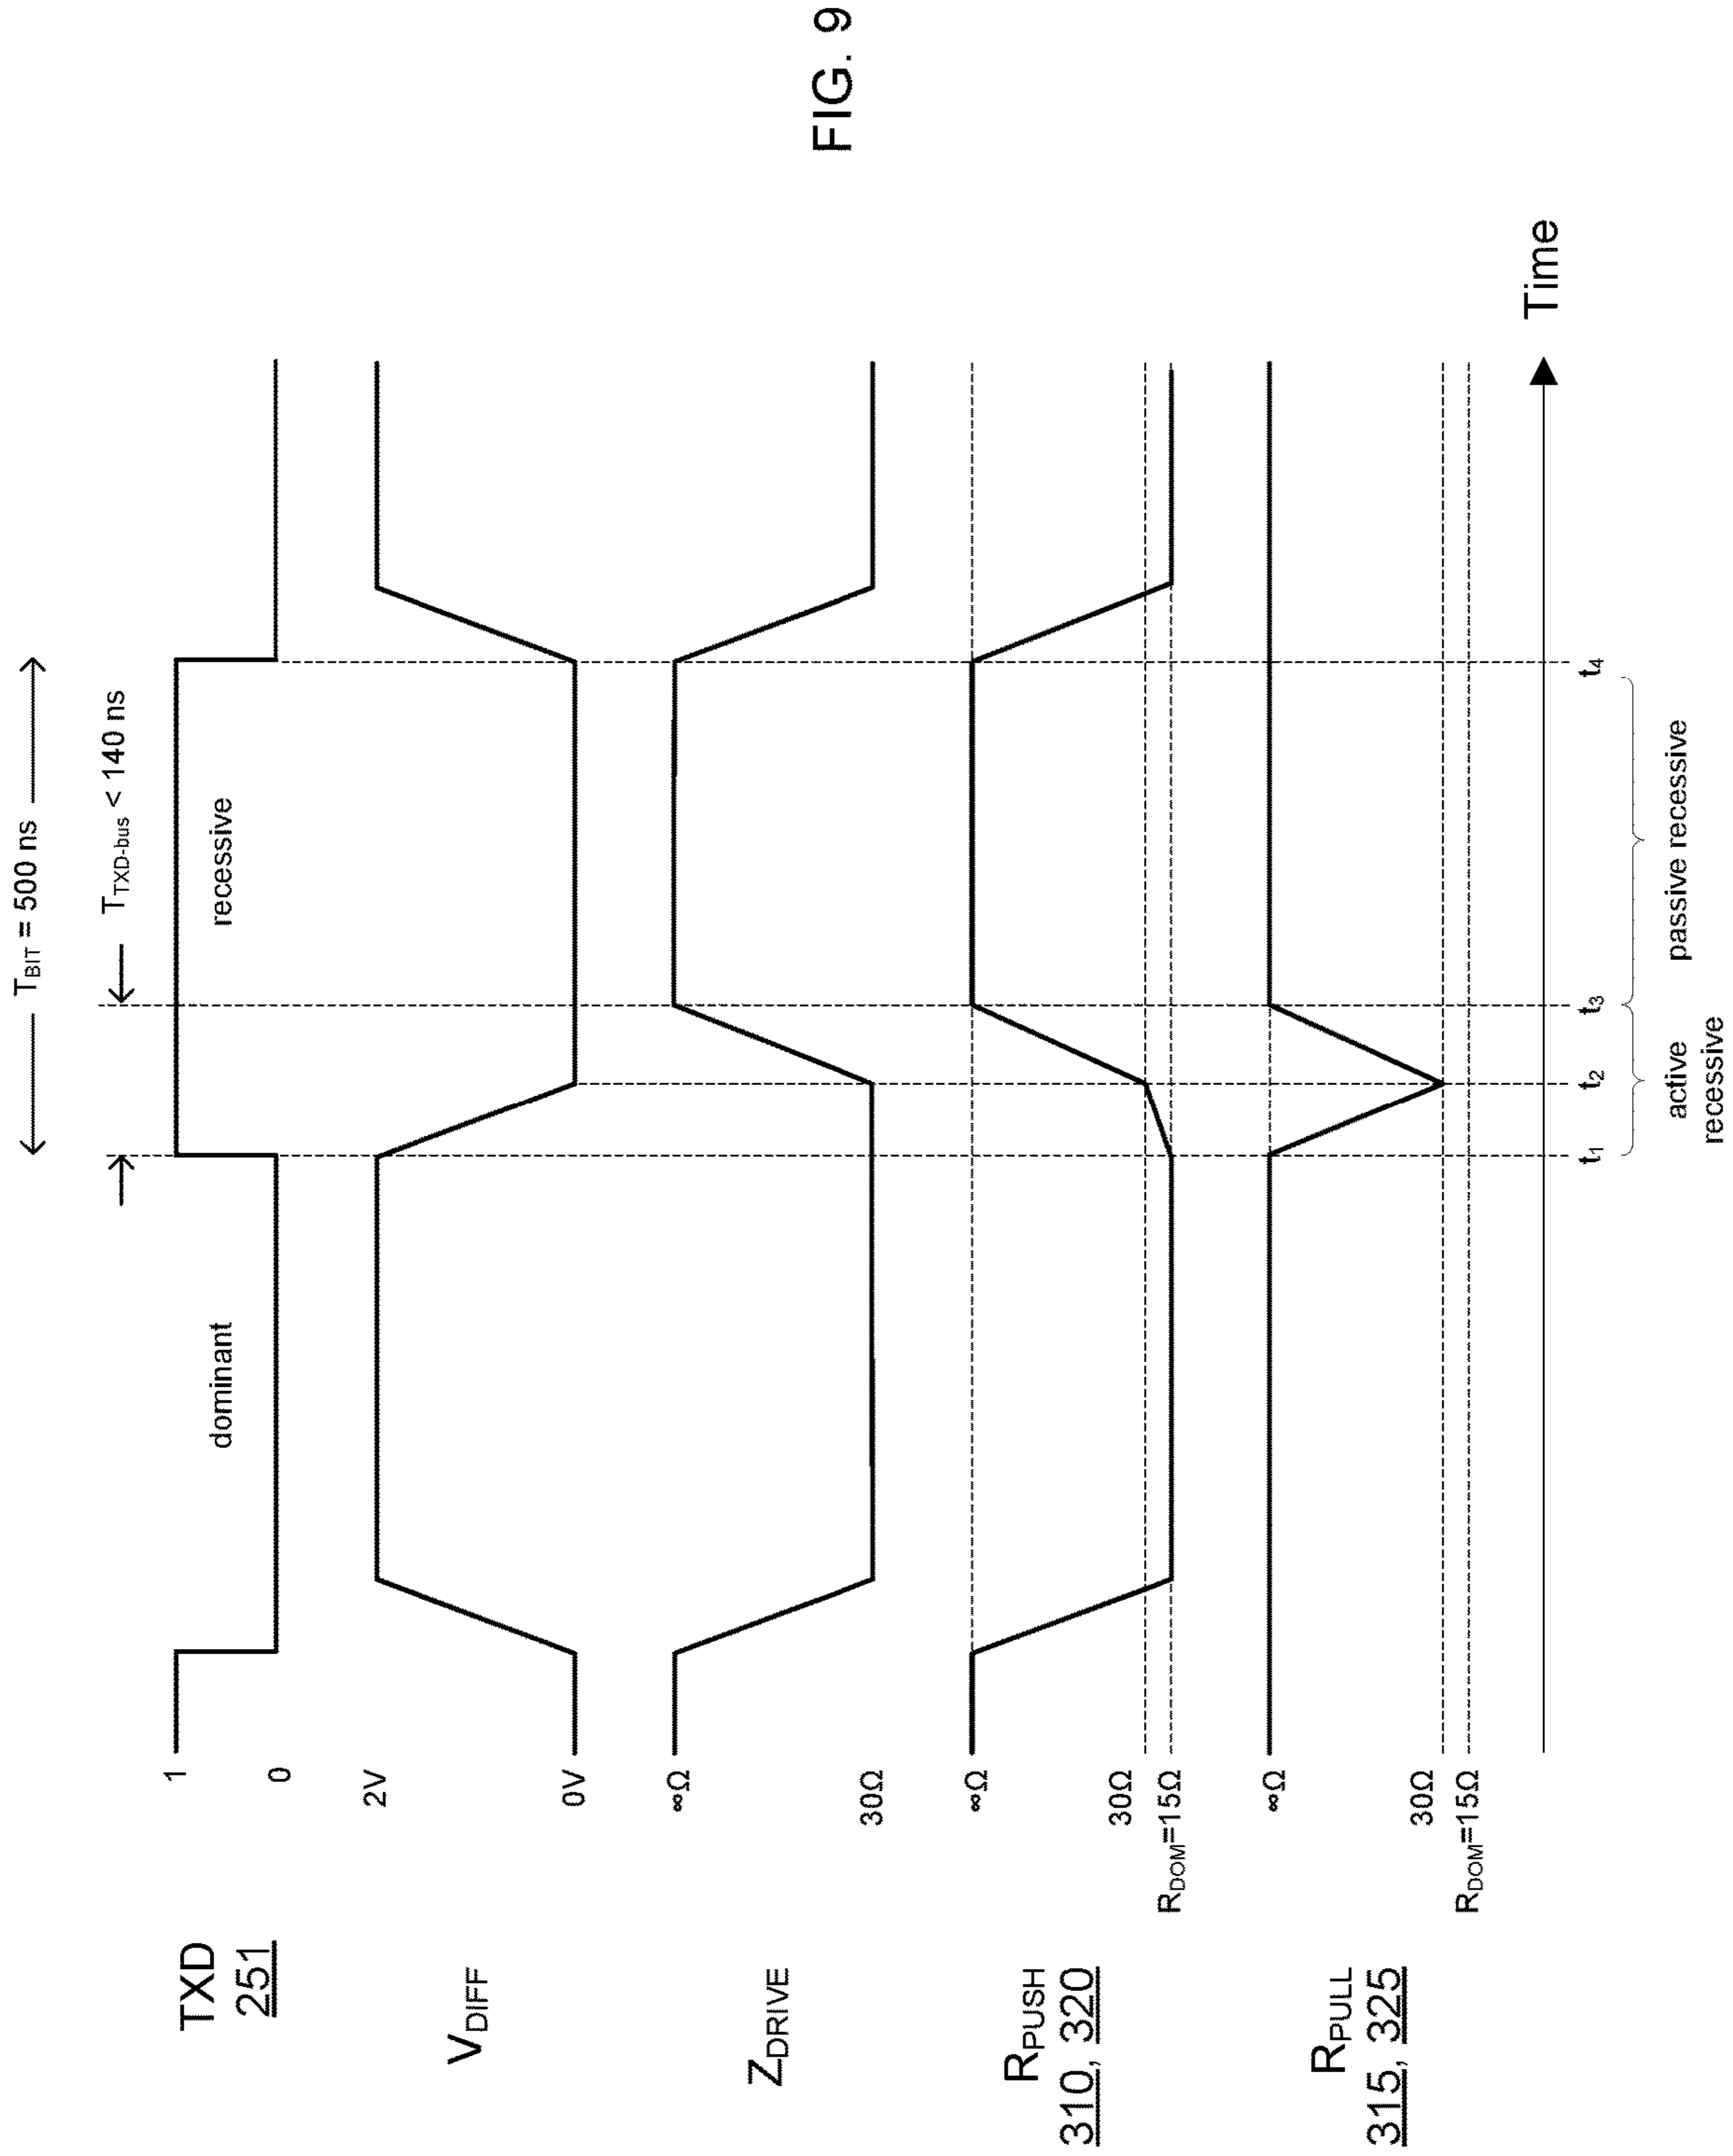 T_BIT = 500 ns
T_TXD-bus < 140 ns
TXD
251
1
0
dominant
recessive
V_DIFF
2V
0V
Z_DRIVE
∞Ω
30Ω
R_PUSH
310, 320
∞Ω
30Ω
R_DOM=15Ω
R_PULL
315, 325
∞Ω
30Ω
R_DOM=15Ω
Time
t1
t2
t3
t4
active
recessive
passive recessive
FIG. 9